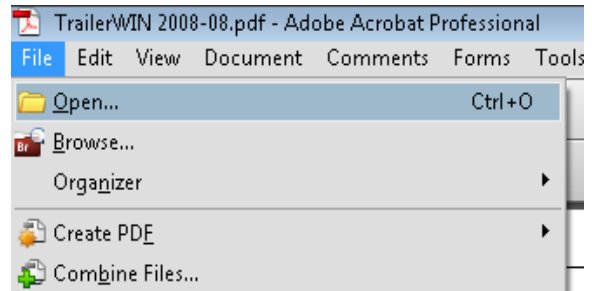 TrailerWIN 2008-08.pdf - Adobe Acrobat Professional
File Edit View Document Comments Forms Tools
Open... Ctrl+O
Br Browse...
Organizer
Create PDF
Combine Files...